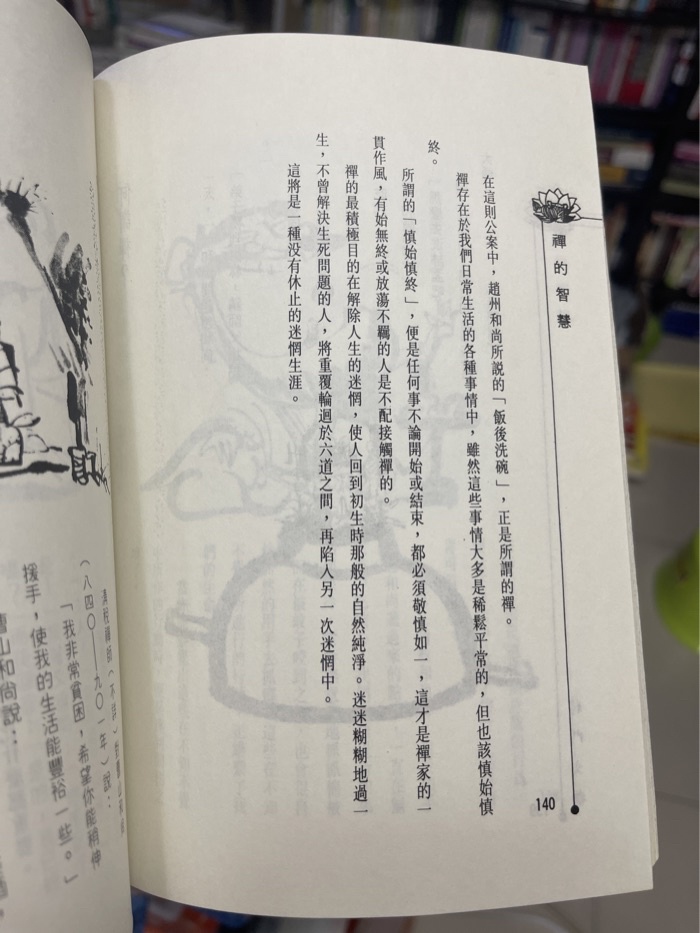 禪的智慧
在這則公案中，趙州和尚所説的「飯後洗碗」，正是所謂的禪。
禪存在於我們日常生活的各種事情中，雖然這些事情大多是稀鬆平常的，但也該慎始慎
終。
所謂的「慎始慎終」，便是任何事不論開始或結束，都必須敬慎如一，這才是禪家的一
貫作風，有始無終或放蕩不羈的人是不配接觸禪的。
禪的最積極目的在解除人生的迷惘，使人回到初生時那般的自然純淨。迷迷糊糊地過一
生，不曾解決生死問題的人，將重覆輪迴於六道之間，再陷人另一次迷惘中。
這將是一種没有休止的迷惘生涯。
140
清税禪師（不詳）
（八四〇——九〇一年）説：
「我非常貧困，希望你能稍伸
援手，使我的生活能豐裕一些。」
山和尚説：